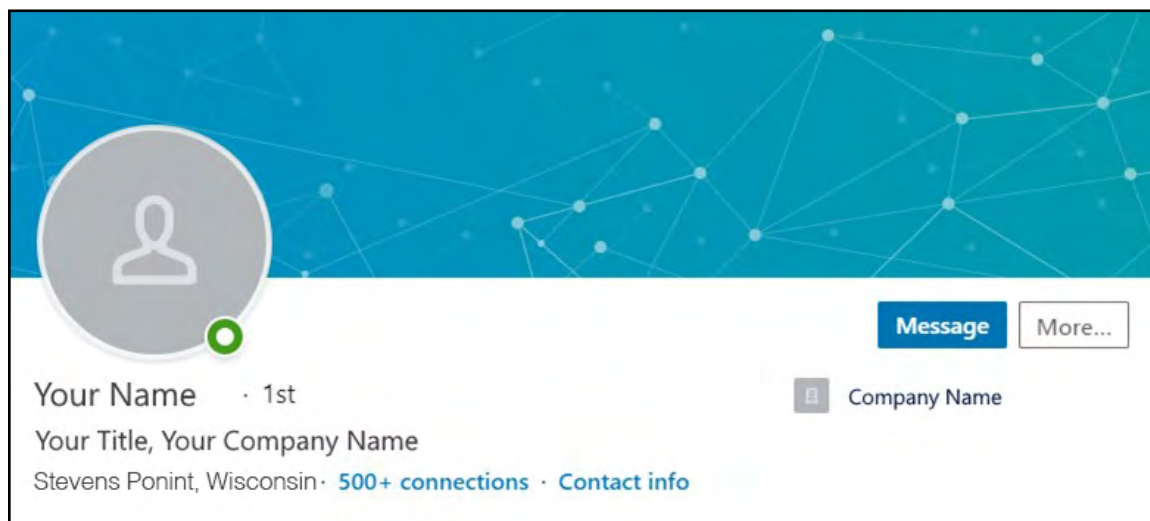 Message More...
Your Name · 1st
Company Name
Your Title, Your Company Name
Stevens Ponint, Wisconsin · 500+ connections · Contact info